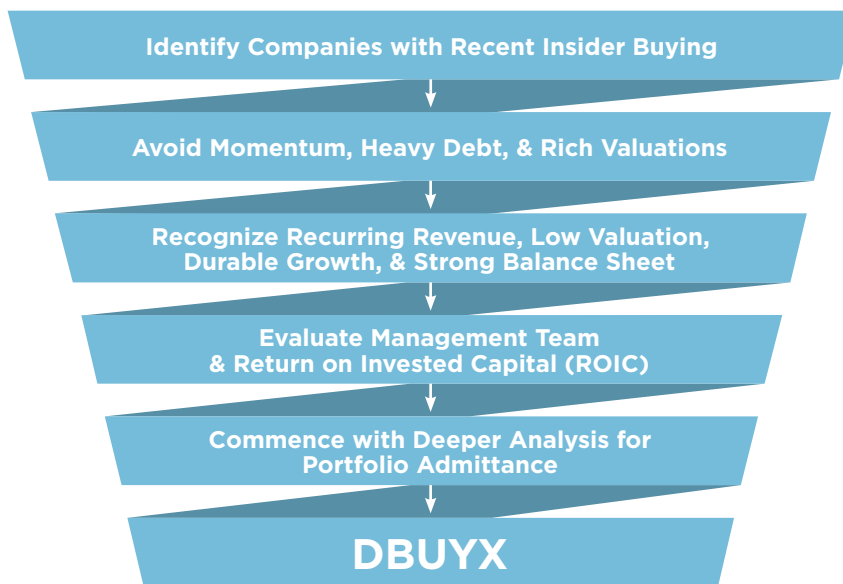 Identify Companies with Recent Insider Buying
Avoid Momentum, Heavy Debt, & Rich Valuations
Recognize Recurring Revenue, Low Valuation,
Durable Growth, & Strong Balance Sheet
Evaluate Management Team
& Return on Invested Capital (ROIC)
Commence with Deeper Analysis for
Portfolio Admittance
DBUYX